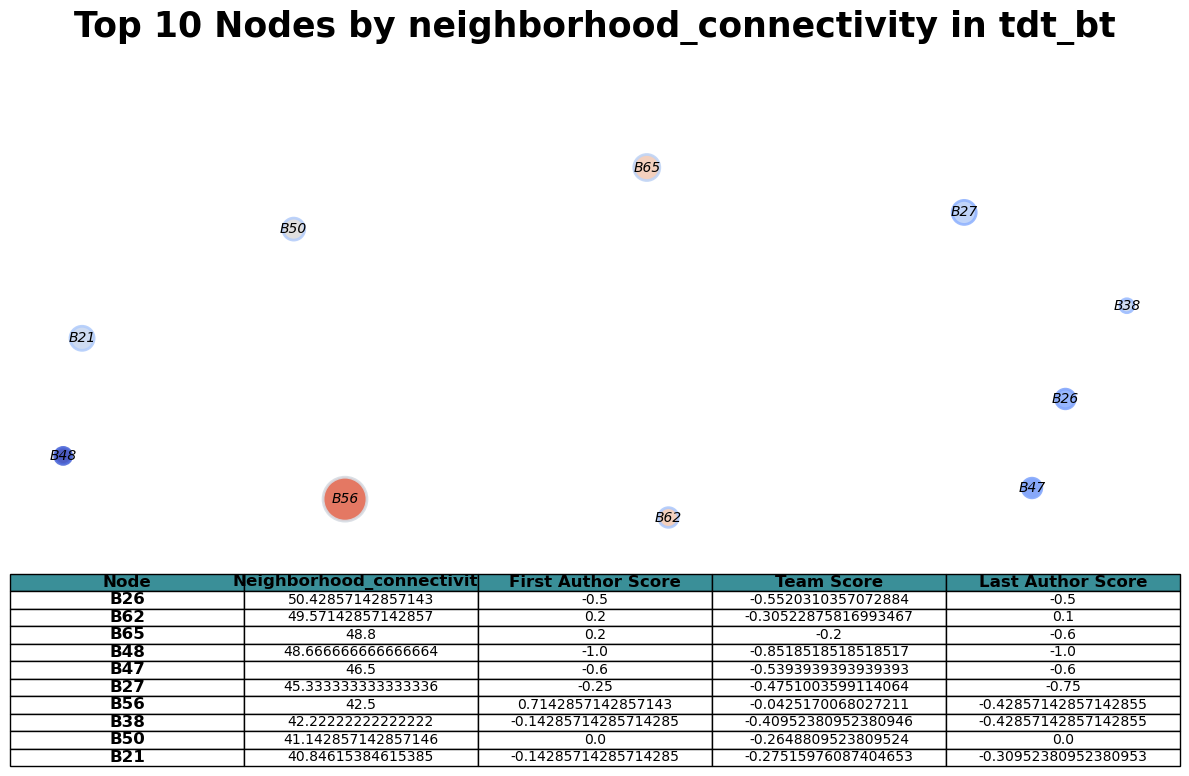 Top 10 Nodes by neighborhood_connectivity in tdt_bt
B65
B27
B50
B38
B21
B26
B48
B47
B56
B62
Node Neighborhood_connectivit First Author Score Team Score Last Author Score
B26 50.42857142857143 -0.5 -0.5520310357072884 -0.5
B62 49.57142857142857 0.2 -0.30522875816993467 0.1
B65 48.8 0.2 -0.2 -0.6
B48 48.666666666666664 -1.0 -0.8518518518518517 -1.0
B47 46.5 -0.6 -0.5393939393939393 -0.6
B27 45.333333333333336 -0.25 -0.4751003599114064 -0.75
B56 42.5 0.7142857142857143 -0.0425170068027211 -0.42857142857142855
B38 42.22222222222222 -0.14285714285714285 -0.40952380952380946 -0.42857142857142855
B50 41.142857142857146 0.0 -0.2648809523809524 0.0
B21 40.84615384615385 -0.14285714285714285 -0.27515976087404653 -0.30952380952380953